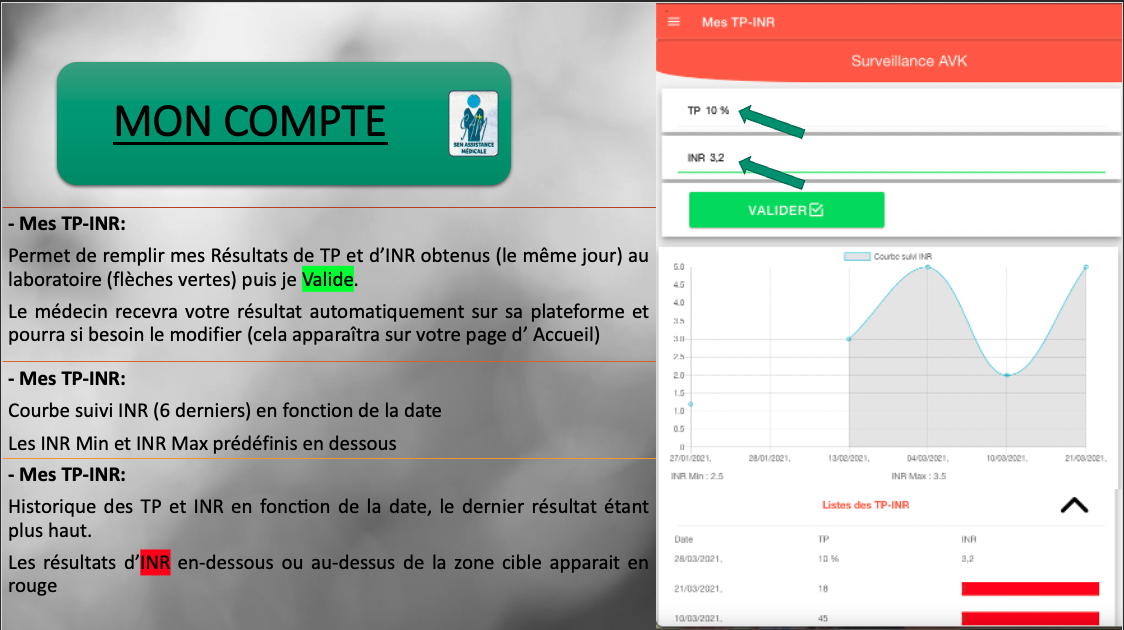 MON COMPTE
SEN ASSISTANCE
MÉDICALE
- Mes TP-INR:
Permet de remplir mes Résultats de TP et d’INR obtenus (le même jour) au
laboratoire (flèches vertes) puis je Valide.
Le médecin recevra votre résultat automatiquement sur sa plateforme et
pourra si besoin le modifier (cela apparaîtra sur votre page d’ Accueil)
- Mes TP-INR:
Courbe suivi INR (6 derniers) en fonction de la date
Les INR Min et INR Max prédéfinis en dessous
- Mes TP-INR:
Historique des TP et INR en fonction de la date, le dernier résultat étant
plus haut.
Les résultats d’INR en-dessous ou au-dessus de la zone cible apparait en
rouge
Mes TP-INR
Surveillance AVK
TP 10 %
INR 3,2
VALIDER
Courbe suivi INR
5.0
4.5
4.0
3.5
3.0
2.5
2.0
1.5
1.0
0.5
0
27/01/2021, 28/01/2021, 13/02/2021, 04/03/2021, 10/03/2021, 21/03/2021,
INR Min : 2.5 INR Max : 3.5
Listes des TP-INR
Date TP INR
28/03/2021, 10 % 3,2
21/03/2021, 18
10/03/2021, 45